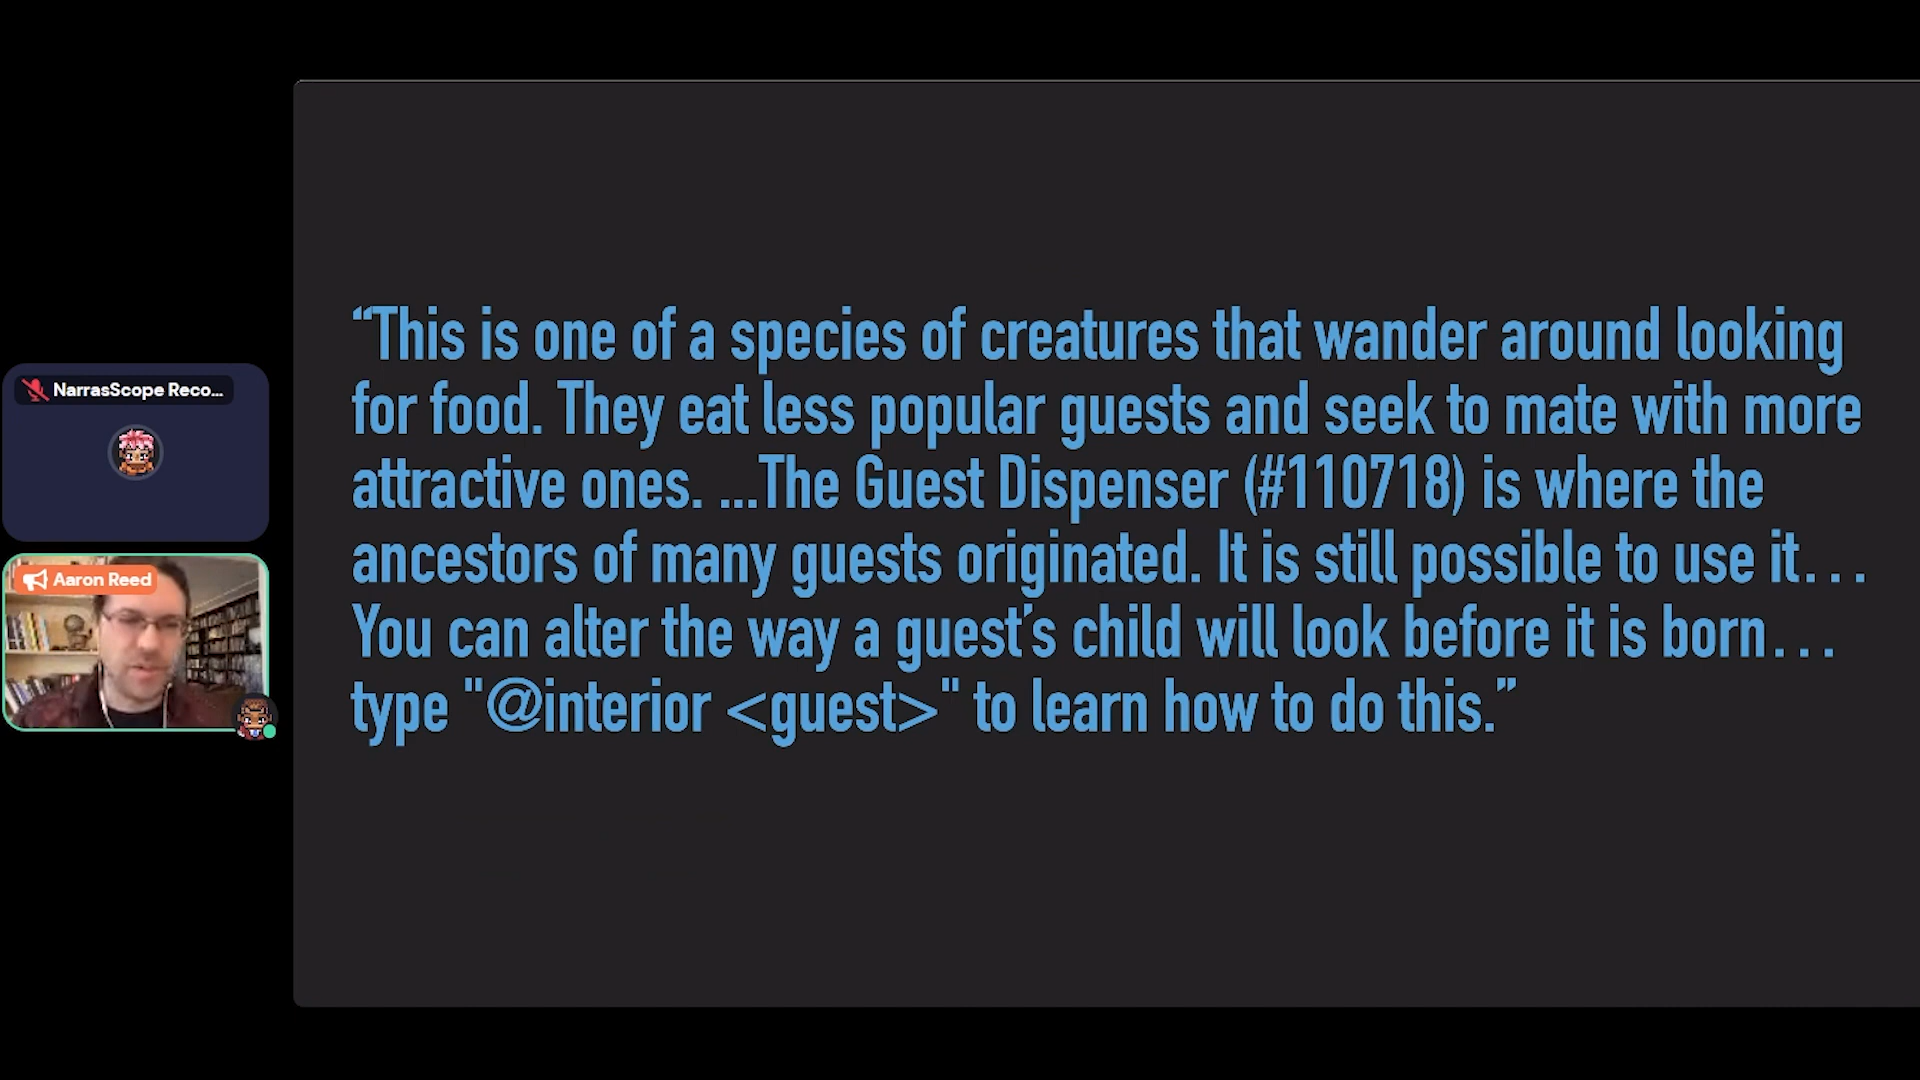 NarrasScope Reco...
Aaron Reed
“This is one of a species of creatures that wander around looking
for food. They eat less popular guests and seek to mate with more
attractive ones. ...The Guest Dispenser (#110718) is where the
ancestors of many guests originated. It is still possible to use it...
You can alter the way a guest’s child will look before it is born...
type "@interior <guest>" to learn how to do this.”